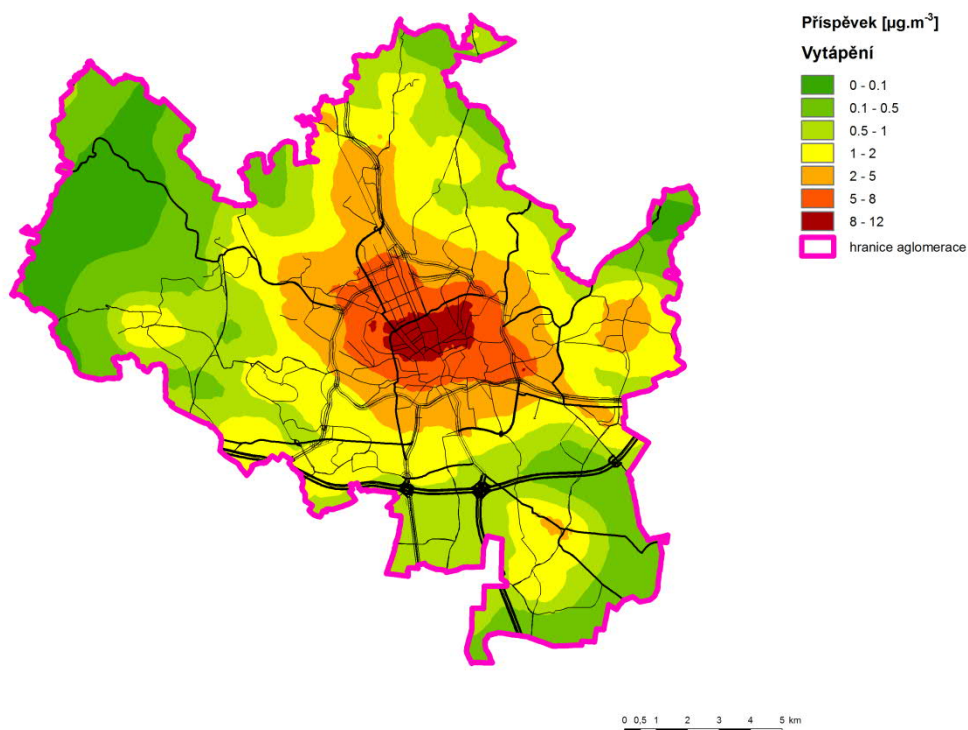 Příspěvek [µg.m-3]
Vytápění
0 - 0.1
0.1 - 0.5
0.5 - 1
1 - 2
2 - 5
5 - 8
8 - 12
hranice aglomerace
0 0,5 1 2 3 4 5 km